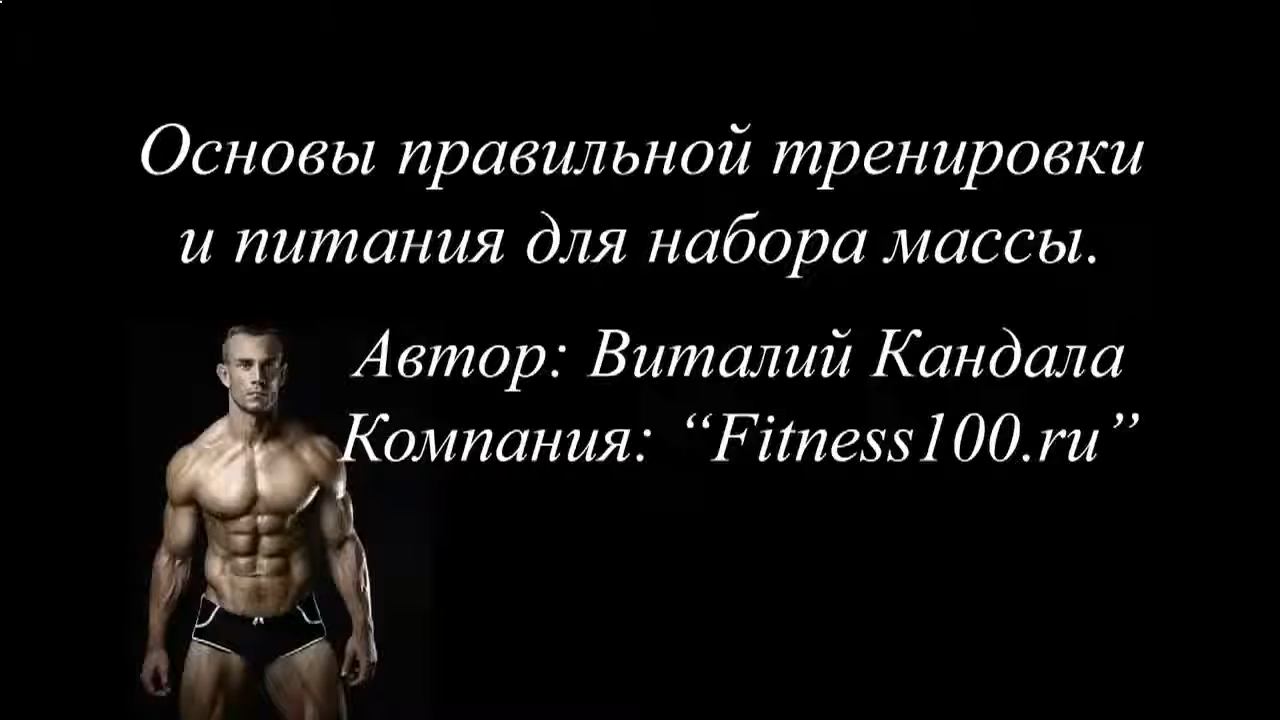 Основы правильной тренировки
и питания для набора массы.
Автор: Виталий Кандала
Компания: “Fitness100.ru”